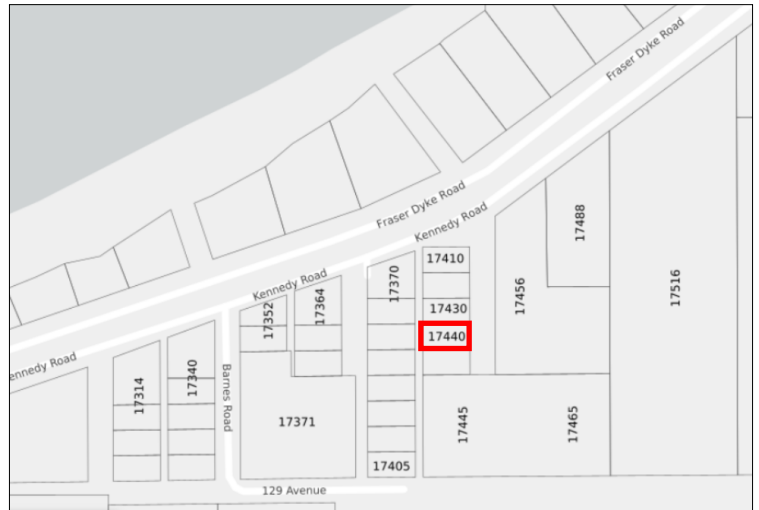 Fraser Dyke Road
Fraser Dyke Road
Kennedy Road
17488
17410
17370
Kennedy Road
17364
17352
17430
17456
17516
17440
ennedy Road
17340
17314
Barnes Road
17371
17445
17465
17405
129 Avenue